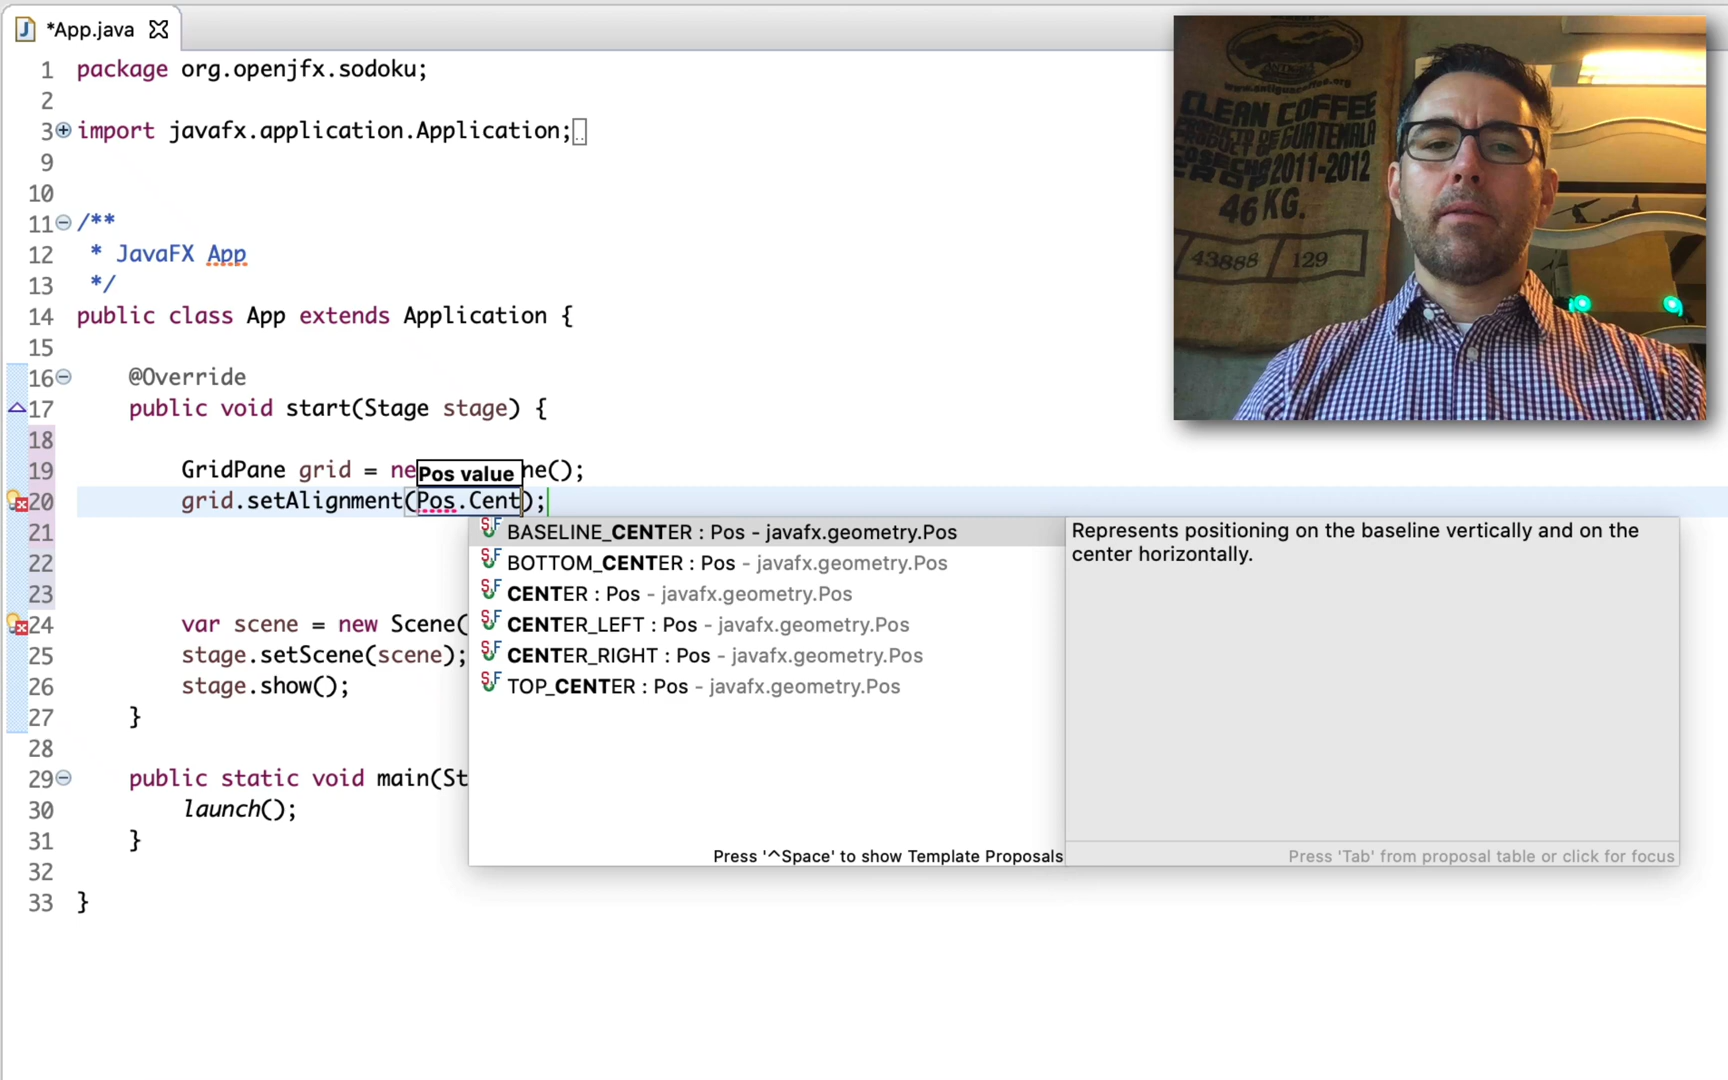 *App.java
1 package org.openjfx.sodoku;
2
3 import javafx.application.Application;
9
10
11 /**
12 * JavaFX App
13 */
14 public class App extends Application {
15
16 @Override
17 public void start(Stage stage) {
18
19 GridPane grid = ne ne();
Pos value
20 grid.setAlignment(Pos.Cent);
21
22
23
24 var scene = new Scene(
25 stage.setScene(scene);
26 stage.show();
27 }
28
29 public static void main(St
30 launch();
31 }
32
33 }
BASELINE_CENTER : Pos - javafx.geometry.Pos
BOTTOM_CENTER : Pos - javafx.geometry.Pos
CENTER : Pos - javafx.geometry.Pos
CENTER_LEFT : Pos - javafx.geometry.Pos
CENTER_RIGHT : Pos - javafx.geometry.Pos
TOP_CENTER : Pos - javafx.geometry.Pos
Press '^Space' to show Template Proposals
Represents positioning on the baseline vertically and on the
center horizontally.
Press 'Tab' from proposal table or click for focus
CLEAN COFFEE
PRODUCTO DE GUATEMALA
2011-2012
46 KG.
43888 129